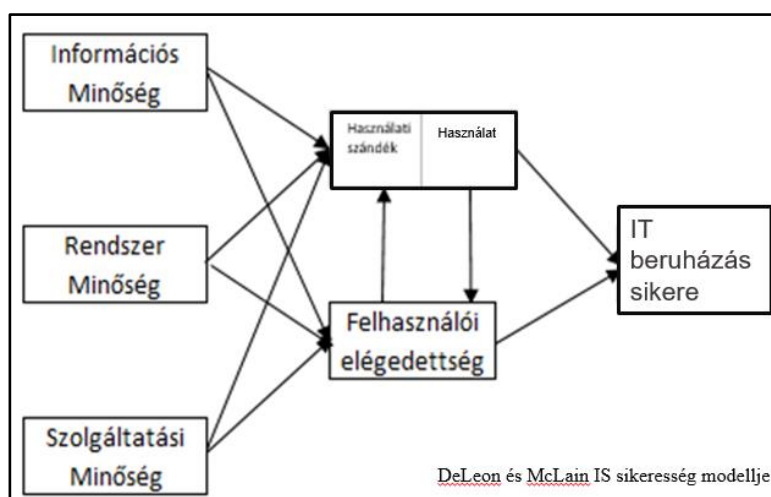 Információs
Minőség
Használati
szándék
Használat
Rendszer
Minőség
IT
beruházás
sikere
Felhasználói
elégedettség
Szolgáltatási
Minőség
DeLeon és McLain IS sikeresség modellje